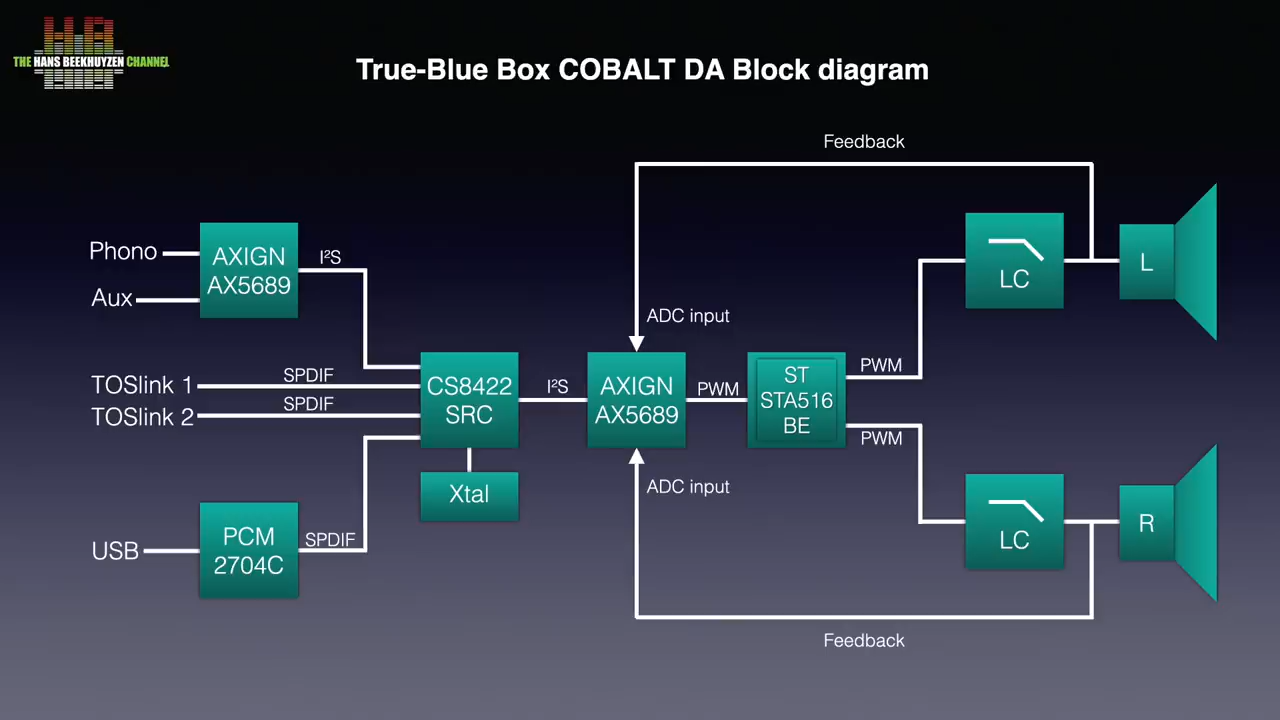 THE HANS BEEKHUYZEN CHANNEL
True-Blue Box COBALT DA Block diagram
Feedback
Phono
Aux
AXIGN
AX5689
I²S
LC
L
ADC input
TOSlink 1
SPDIF
TOSlink 2
SPDIF
CS8422
SRC
I²S
AXIGN
AX5689
PWM
ST
STA516
BE
PWM
PWM
Xtal
ADC input
USB
PCM
2704C
SPDIF
LC
R
Feedback